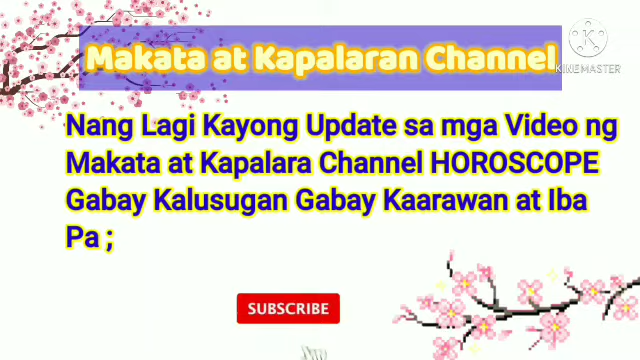 Makata at Kapalaran Channel
KINEMASTER
Nang Lagi Kayong Update sa mga Video ng
Makata at Kapalara Channel HOROSCOPE
Gabay Kalusugan Gabay Kaarawan at Iba
Pa ;
SUBSCRIBE